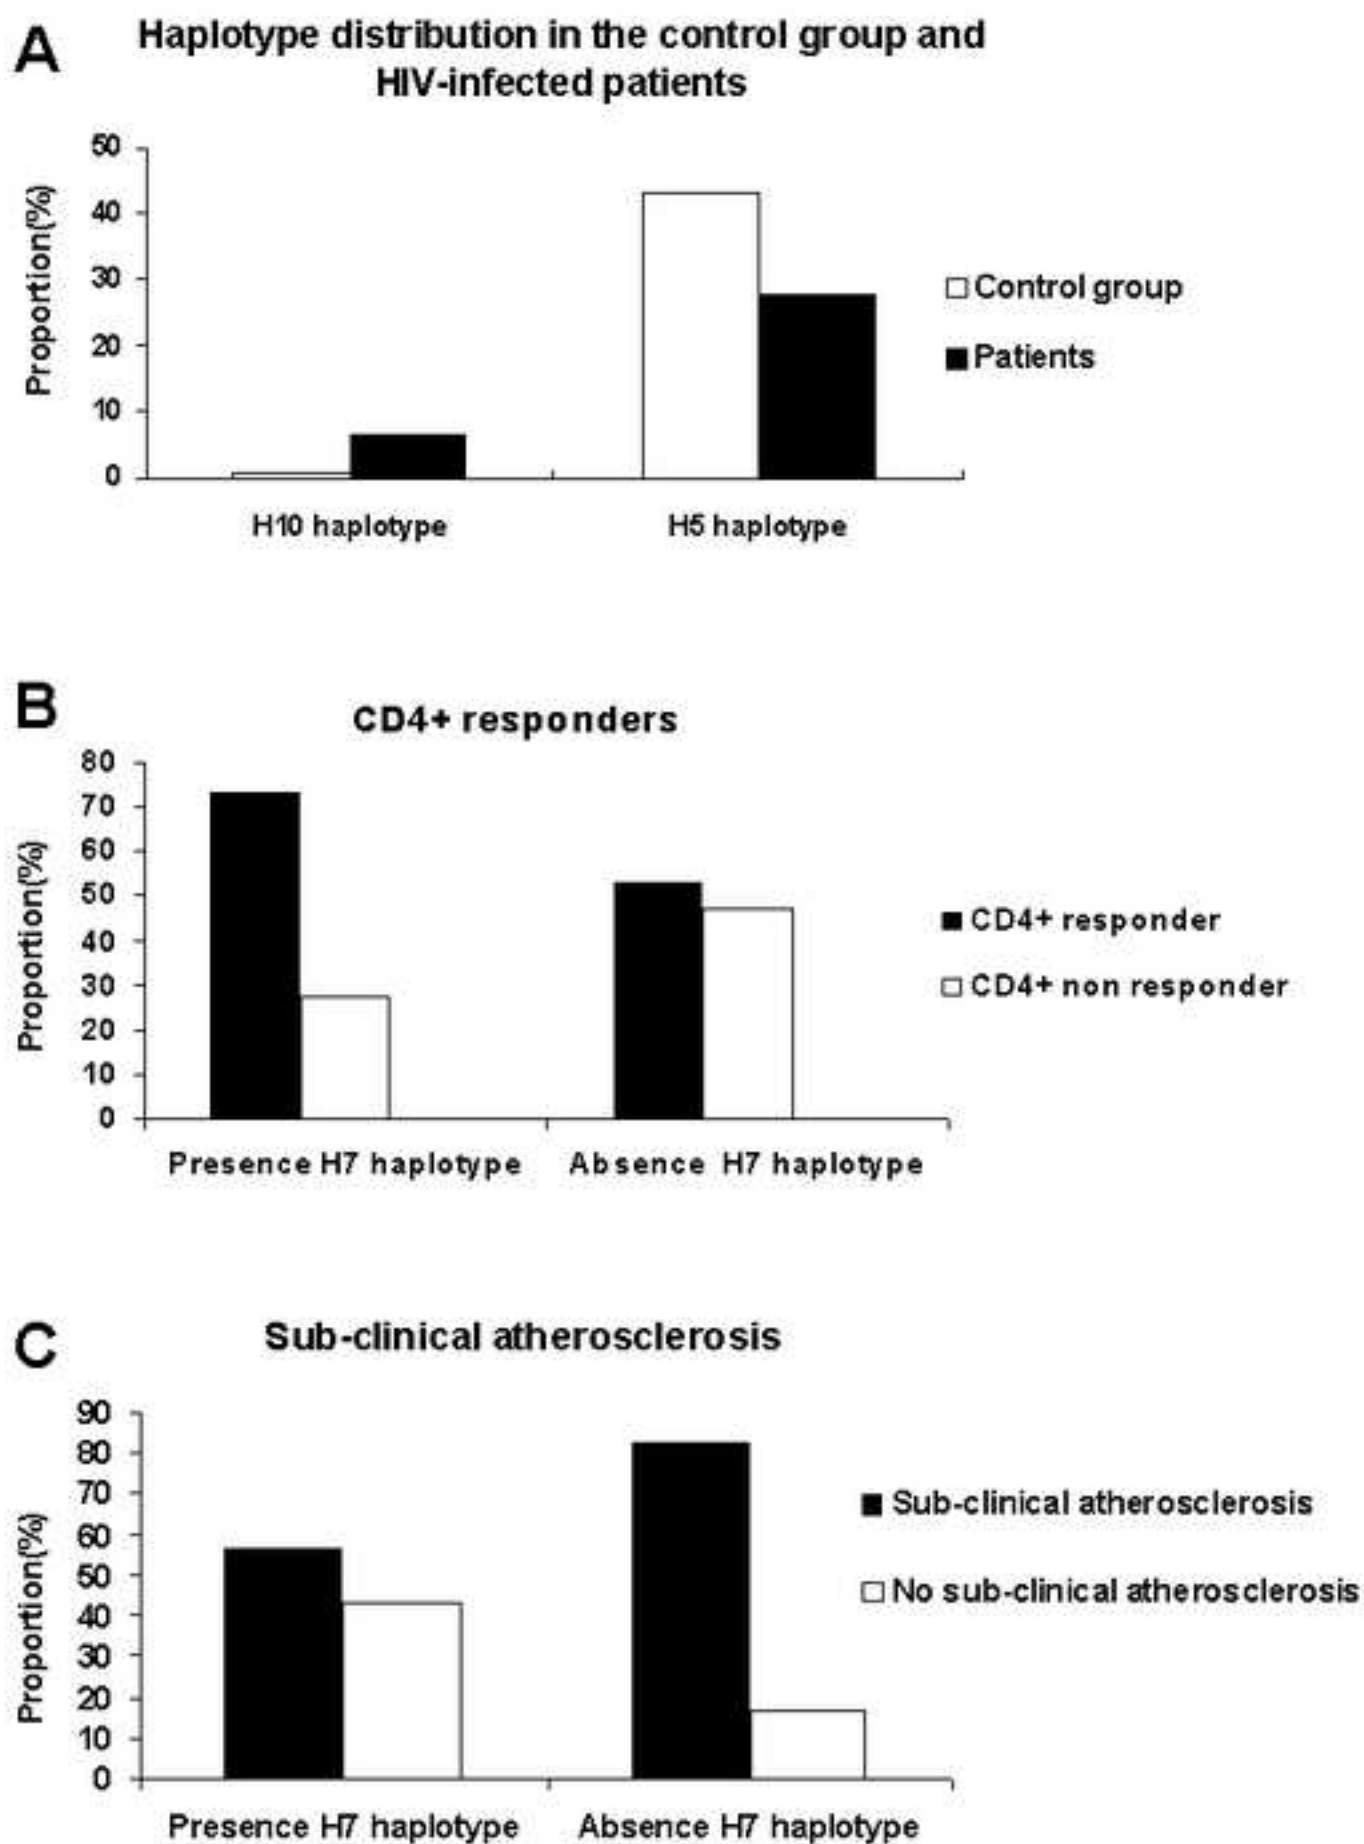 A
Haplotype distribution in the control group and
HIV-infected patients
Proportion(%)
50
40
30
20
10
0
H10 haplotype
H5 haplotype
Control group
Patients
B
CD4+ responders
Proportion(%)
80
70
60
50
40
30
20
10
0
Presence H7 haplotype
Absence H7 haplotype
CD4+ responder
CD4+ non responder
C
Sub-clinical atherosclerosis
Proportion(%)
90
80
70
60
50
40
30
20
10
0
Presence H7 haplotype
Absence H7 haplotype
Sub-clinical atherosclerosis
No sub-clinical atherosclerosis